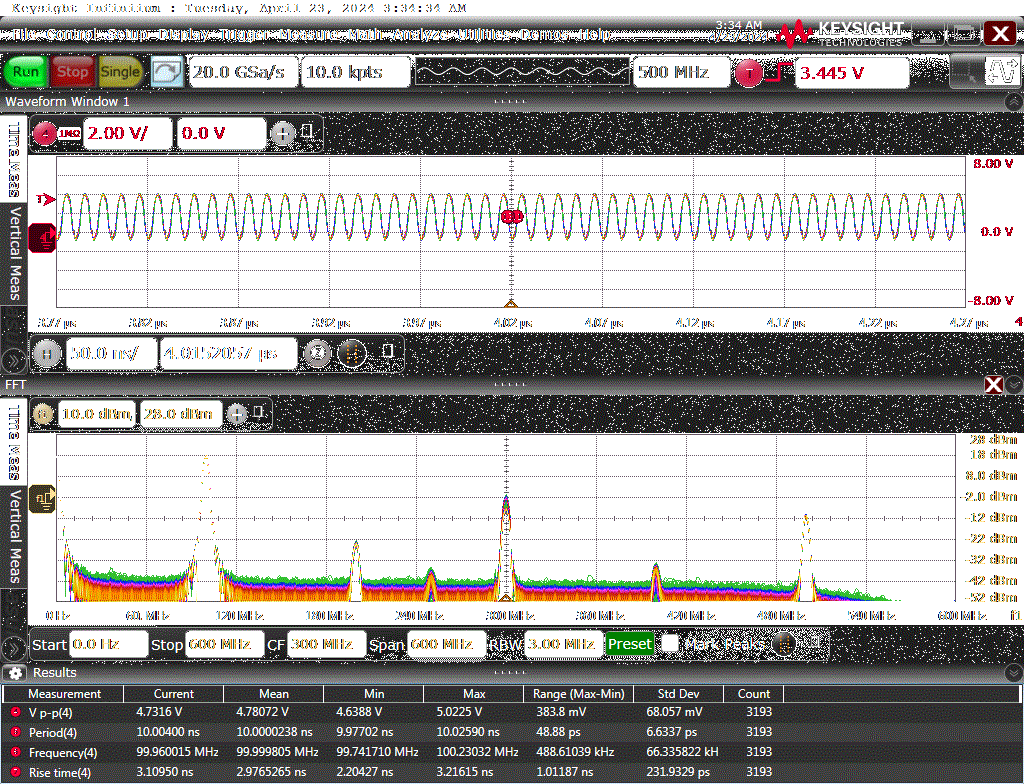 Keysight Infiniium : Tuesday, April 23, 2024 3:34:34 AM
File Control Setup Display Trigger Measure Math Analyze Utilities Demos Help
3:34 AM
KEYSIGHT
TECHNOLOGIES
Run Stop Single 20.0 GSa/s 10.0 kpts 500 MHz T 3.445 V
Waveform Window 1
4 1MΩ 2.00 V/ 0.0 V
Time Meas
Vertical Meas
8.00 V
0.0 V
-8.00 V
3.77 µs 3.82 µs 3.87 µs 3.92 µs 3.97 µs 4.02 µs 4.07 µs 4.12 µs 4.17 µs 4.22 µs 4.27 µs 4
H 50.0 ns/ 4.0152057 µs
FFT
10.0 dBm/ 28.0 dBm
Time Meas
Vertical Meas
28 dBm
18 dBm
8.0 dBm
-2.0 dBm
-12 dBm
-22 dBm
-32 dBm
-42 dBm
-52 dBm
0.0 Hz 60.0 MHz 120 MHz 180 MHz 240 MHz 300 MHz 360 MHz 420 MHz 480 MHz 540 MHz 600 MHz f1
Start 0.0 Hz Stop 600 MHz CF 300 MHz Span 600 MHz RBW 3.00 MHz Preset Mark Peaks
Results
Measurement Current Mean Min Max Range (Max-Min) Std Dev Count
V p-p(4) 4.7316 V 4.78072 V 4.6388 V 5.0225 V 383.8 mV 68.057 mV 3193
Period(4) 10.00400 ns 10.0000238 ns 9.97702 ns 10.02590 ns 48.88 ps 6.6337 ps 3193
Frequency(4) 99.960015 MHz 99.999805 MHz 99.741710 MHz 100.23032 MHz 488.61039 kHz 66.335822 kH 3193
Rise time(4) 3.10950 ns 2.9765265 ns 2.20427 ns 3.21615 ns 1.01187 ns 231.9329 ps 3193